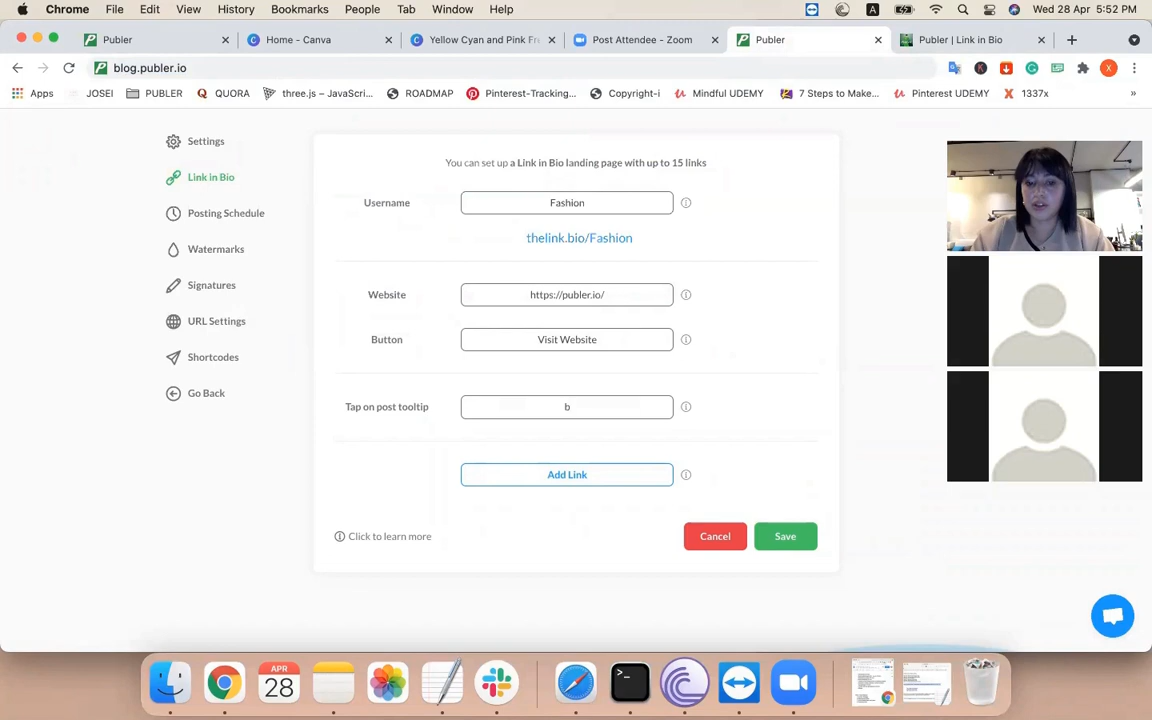 Chrome File Edit View History Bookmarks People Tab Window Help A Wed 28 Apr 5:52 PM
Publer Home - Canva Yellow Cyan and Pink Fr Post Attendee - Zoom Publer Publer | Link in Bio
blog.publer.io
Apps JOSEI PUBLER QUORA three.js – JavaScri... ROADMAP Pinterest-Tracking... Copyright-i Mindful UDEMY 7 Steps to Make... Pinterest UDEMY 1337x »
Settings
Link in Bio
Posting Schedule
Watermarks
Signatures
URL Settings
Shortcodes
Go Back
You can set up a Link in Bio landing page with up to 15 links
Username Fashion
thelink.bio/Fashion
Website https://publer.io/
Button Visit Website
Tap on post tooltip b
Add Link
Click to learn more Cancel Save
APR
28